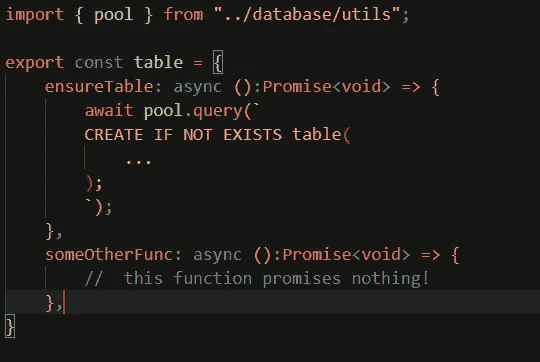 import { pool } from "../database/utils";
export const table = {
ensureTable: async ():Promise<void> => {
await pool.query(`
CREATE IF NOT EXISTS table(
...
);
`);
},
someOtherFunc: async ():Promise<void> => {
// this function promises nothing!
},
}